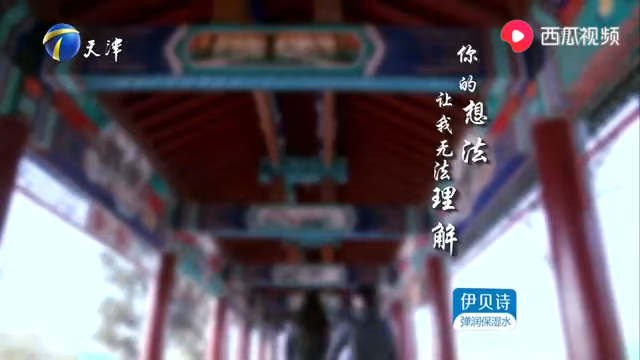 天津
西瓜视频
你的想法
让我无法理解
伊贝诗
弹润保湿水